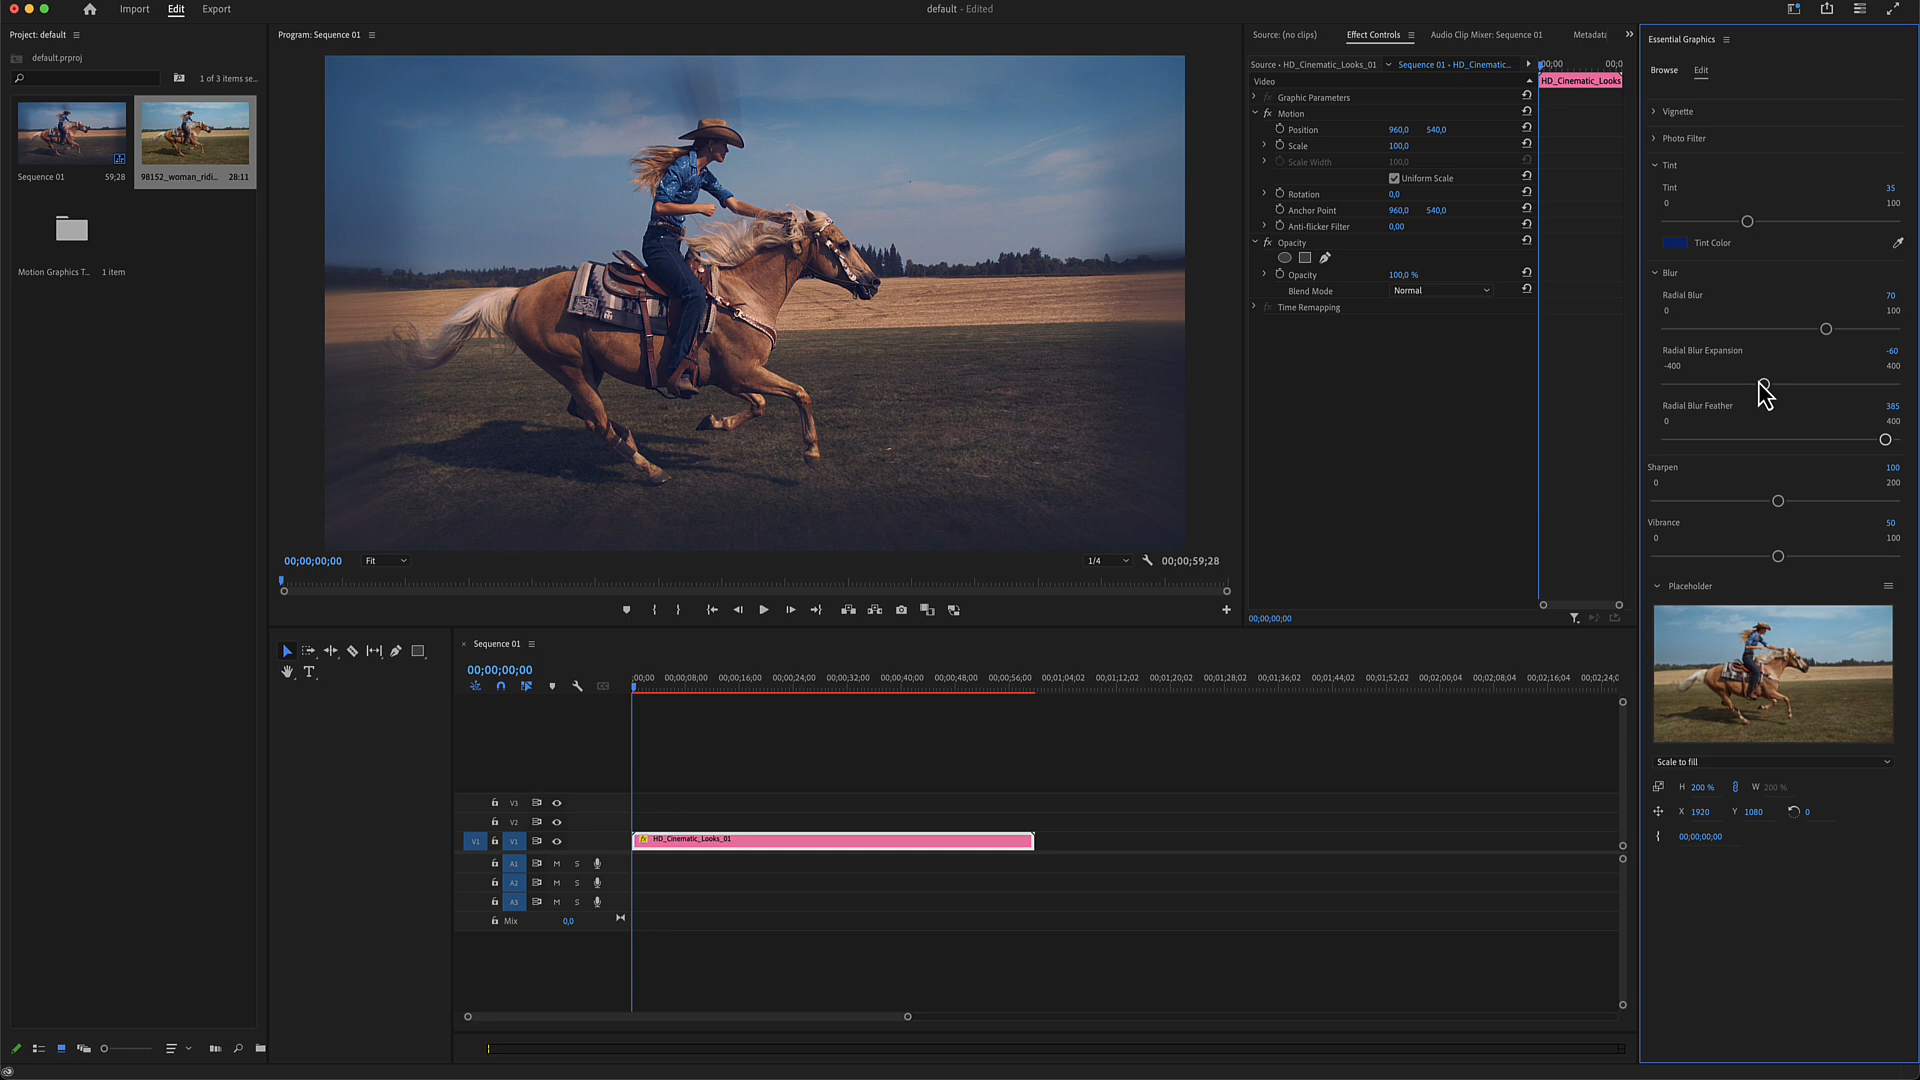 Import Edit Export
default - Edited
Project: default
default.prproj
1 of 3 items se...
Sequence 01 59;28
98152_woman_ridi... 28:11
Motion Graphics T... 1 item
Program: Sequence 01
00;00;00;00 Fit 1/4 00;00;59;28
Source: (no clips) Effect Controls Audio Clip Mixer: Sequence 01 Metadata
Source • HD_Cinematic_Looks_01 Sequence 01 • HD_Cinematic... ;00;00 00;0
Video HD_Cinematic_Looks
fx Graphic Parameters
fx Motion
Position 960,0 540,0
Scale 100,0
Scale Width 100,0
Uniform Scale
Rotation 0,0
Anchor Point 960,0 540,0
Anti-flicker Filter 0,00
fx Opacity
Opacity 100,0 %
Blend Mode Normal
fx Time Remapping
00;00;00;00
Essential Graphics
Browse Edit
Vignette
Photo Filter
Tint
Tint 35
0 100
Tint Color
Blur
Radial Blur 70
0 100
Radial Blur Expansion -60
-400 400
Radial Blur Feather 385
0 400
Sharpen 100
0 200
Vibrance 50
0 100
Placeholder
Scale to fill
H 200 % W 200 %
X 1920 Y 1080 0
00;00;00;00
T
Sequence 01
00;00;00;00
;00;00 00;00;08;00 00;00;16;00 00;00;24;00 00;00;32;00 00;00;40;00 00;00;48;00 00;00;56;00 00;01;04;02 00;01;12;02 00;01;20;02 00;01;28;02 00;01;36;02 00;01;44;02 00;01;52;02 00;02;00;04 00;02;08;04 00;02;16;04 00;02;24;0
V3
V2
V1 V1 fx HD_Cinematic_Looks_01
A1 M S
A2 M S
A3 M S
Mix 0,0